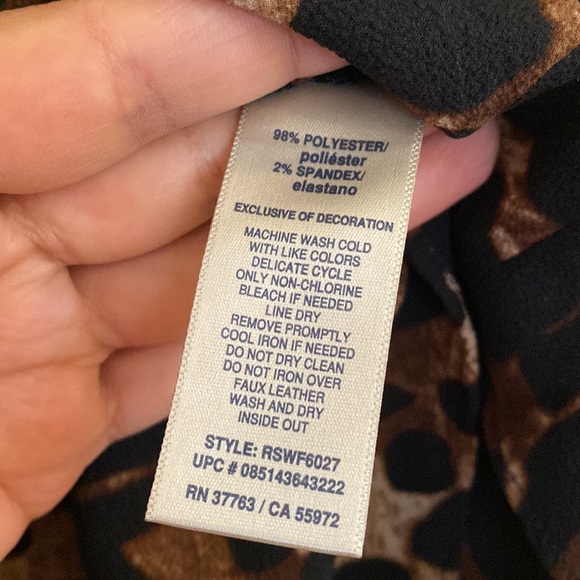 98% POLYESTER/
poliéster
2% SPANDEX/
elastano
EXCLUSIVE OF DECORATION
MACHINE WASH COLD
WITH LIKE COLORS
DELICATE CYCLE
ONLY NON-CHLORINE
BLEACH IF NEEDED
LINE DRY
REMOVE PROMPTLY
COOL IRON IF NEEDED
DO NOT DRY CLEAN
DO NOT IRON OVER
FAUX LEATHER
WASH AND DRY
INSIDE OUT
STYLE: RSWF6027
UPC # 085143643222
RN 37763 / CA 55972